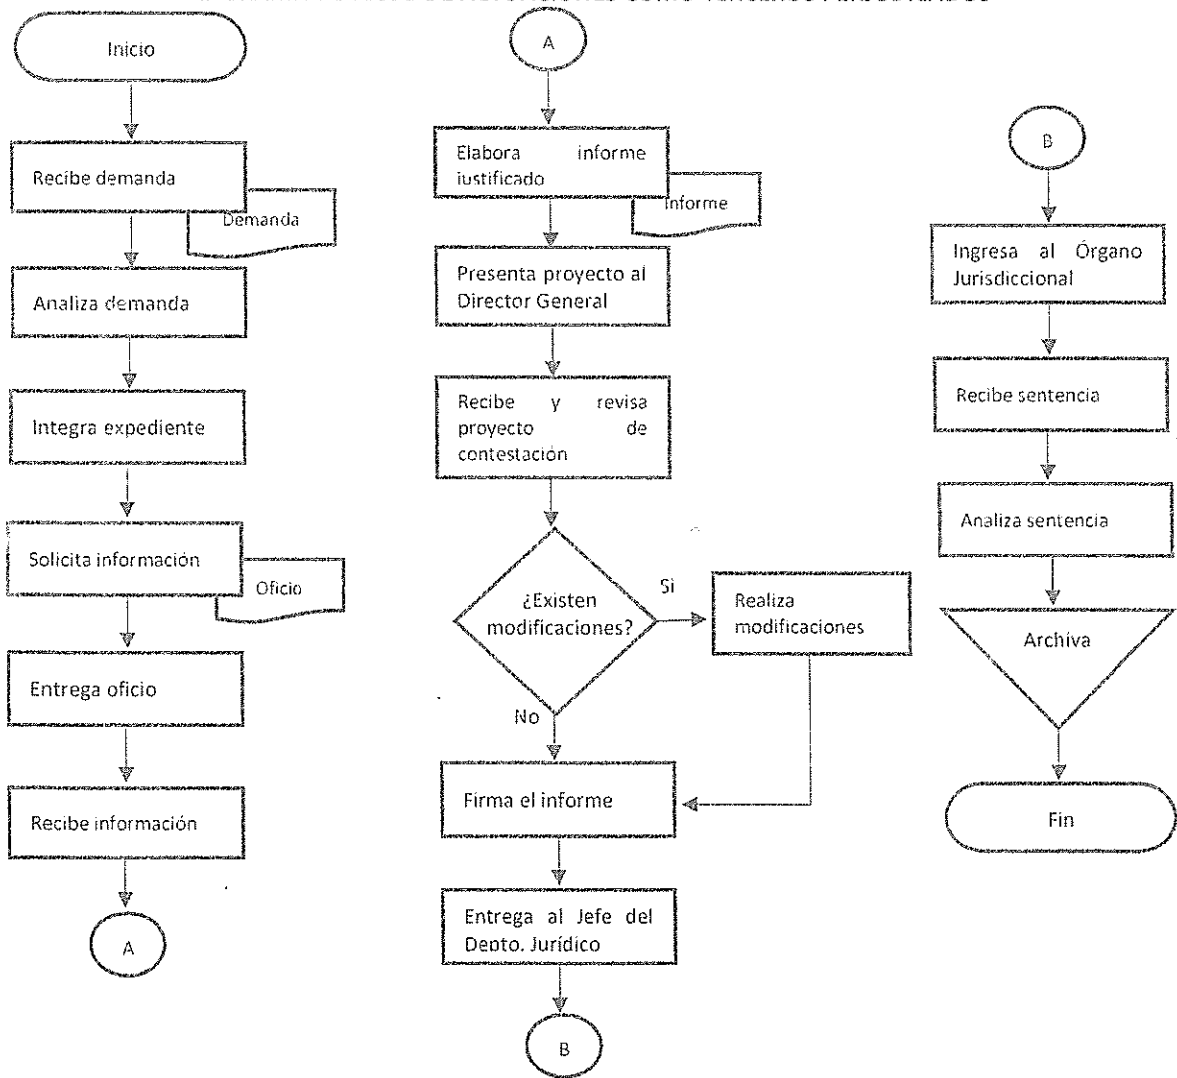 Inicio
Recibe demanda
Demanda
Analiza demanda
Integra expediente
Solicita información
Oficio
Entrega oficio
Recibe información
A
A
Elabora informe
justificado
Informe
Presenta proyecto al
Director General
Recibe y revisa
proyecto de
contestación
¿Existen
modificaciones?
Si
Realiza
modificaciones
No
Firma el informe
Entrega al Jefe del
Depto. Jurídico
B
B
Ingresa al Órgano
Jurisdiccional
Recibe sentencia
Analiza sentencia
Archiva
Fin